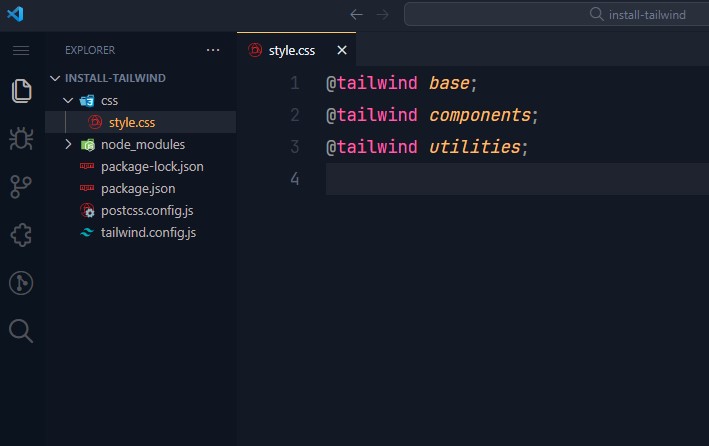 install-tailwind
EXPLORER
style.css
INSTALL-TAILWIND
css
style.css
node_modules
package-lock.json
package.json
postcss.config.js
tailwind.config.js
1 @tailwind base;
2 @tailwind components;
3 @tailwind utilities;
4